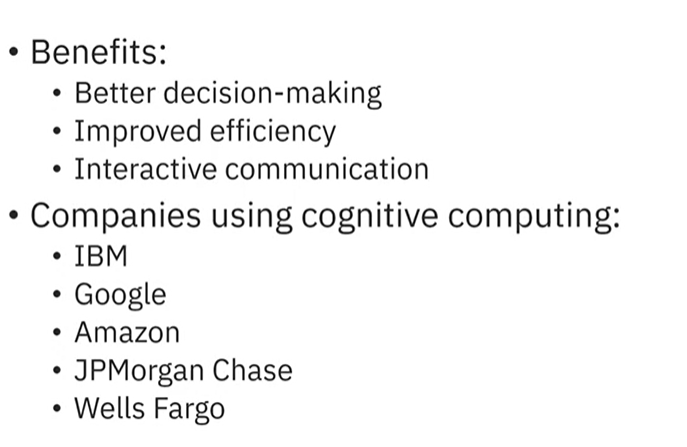 • Benefits:
• Better decision-making
• Improved efficiency
• Interactive communication
• Companies using cognitive computing:
• IBM
• Google
• Amazon
• JPMorgan Chase
• Wells Fargo